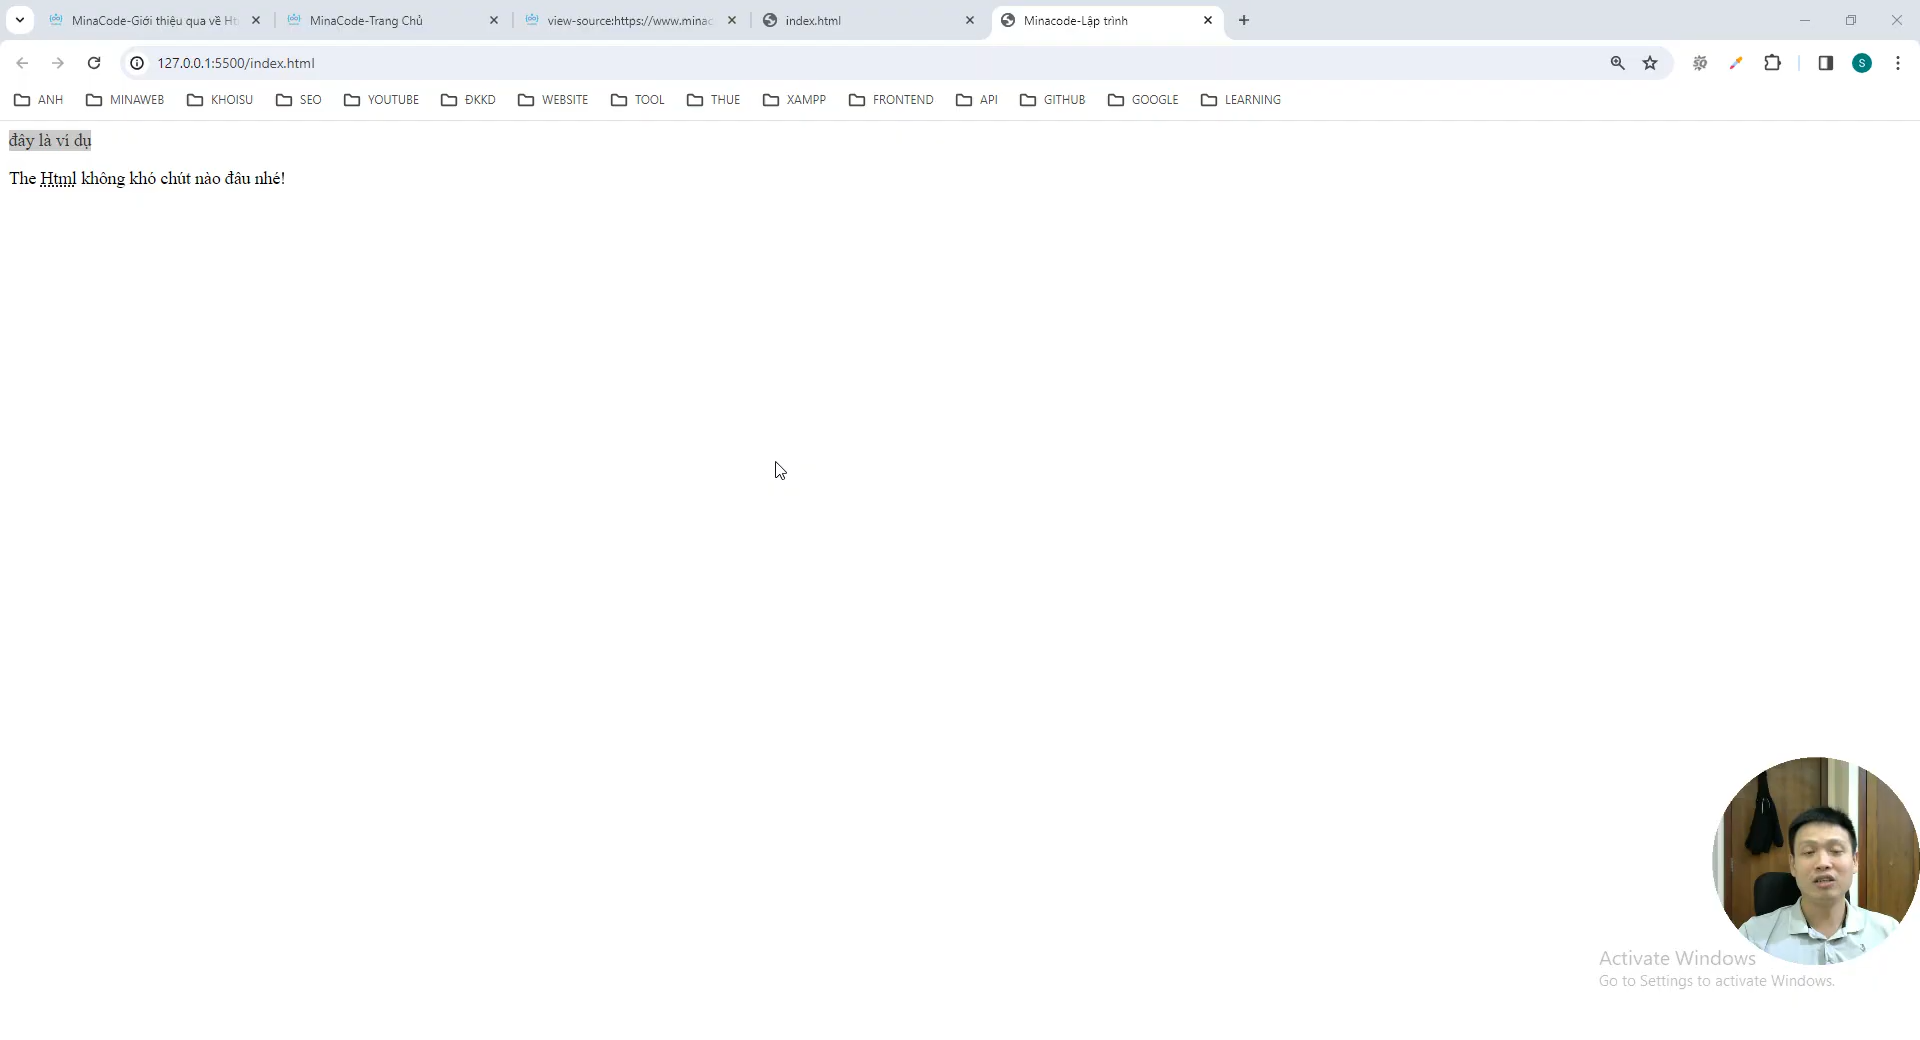 MinaCode-Giới thiệu qua về Ht
MinaCode-Trang Chủ
view-source:https://www.minac
index.html
Minacode-Lập trình
127.0.0.1:5500/index.html
S
ANH
MINAWEB
KHOISU
SEO
YOUTUBE
ĐKKD
WEBSITE
TOOL
THUE
XAMPP
FRONTEND
API
GITHUB
GOOGLE
LEARNING
đây là ví dụ
The Html không khó chút nào đâu nhé!
Activate Windows
Go to Settings to activate Windows.